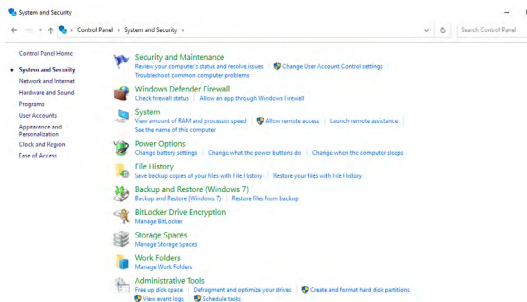 System and Security
Control Panel > System and Security >
Search Control Panel
Control Panel Home
System and Security
Network and Internet
Hardware and Sound
Programs
User Accounts
Appearance and
Personalization
Clock and Region
Ease of Access
Security and Maintenance
Review your computer's status and resolve issues | Change User Account Control settings |
Troubleshoot common computer problems
Windows Defender Firewall
Check firewall status | Allow an app through Windows Firewall
System
View amount of RAM and processor speed | Allow remote access | Launch remote assistance |
See the name of this computer
Power Options
Change battery settings | Change what the power buttons do | Change when the computer sleeps
File History
Save backup copies of your files with File History | Restore your files with File History
Backup and Restore (Windows 7)
Backup and Restore (Windows 7) | Restore files from backup
BitLocker Drive Encryption
Manage BitLocker
Storage Spaces
Manage Storage Spaces
Work Folders
Manage Work Folders
Administrative Tools
Free up disk space | Defragment and optimize your drives | Create and format hard disk partitions
View event logs | Schedule tasks